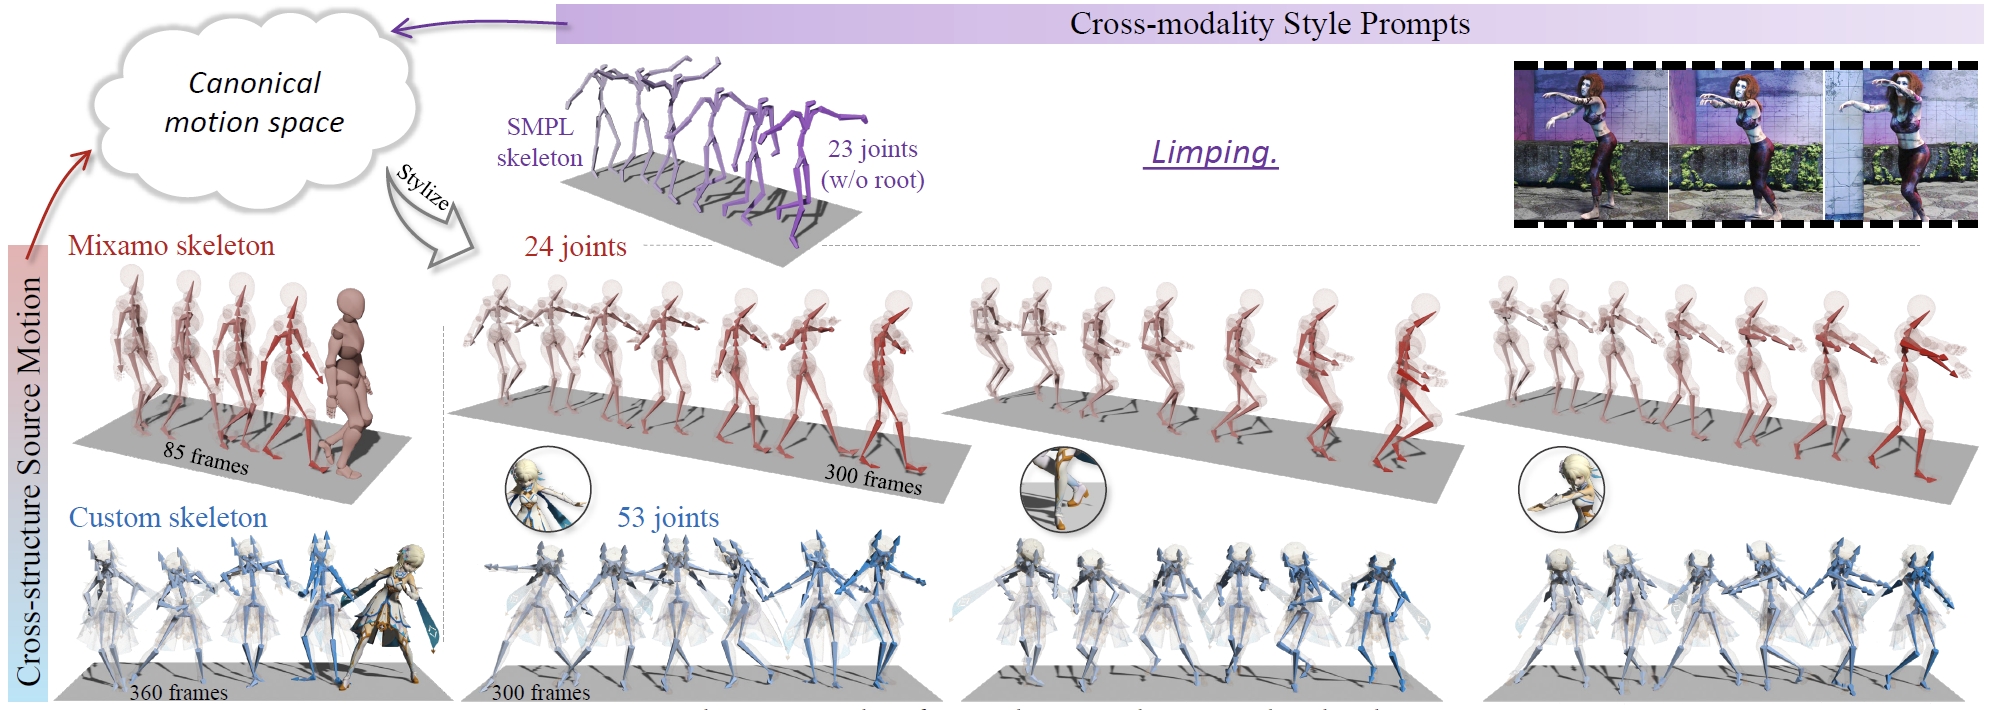 Cross-modality Style Prompts
Canonical
motion space
SMPL
skeleton
23 joints
(w/o root)
Limping.
Stylize
Cross-structure Source Motion
Mixamo skeleton
24 joints
85 frames
300 frames
Custom skeleton
53 joints
360 frames
300 frames